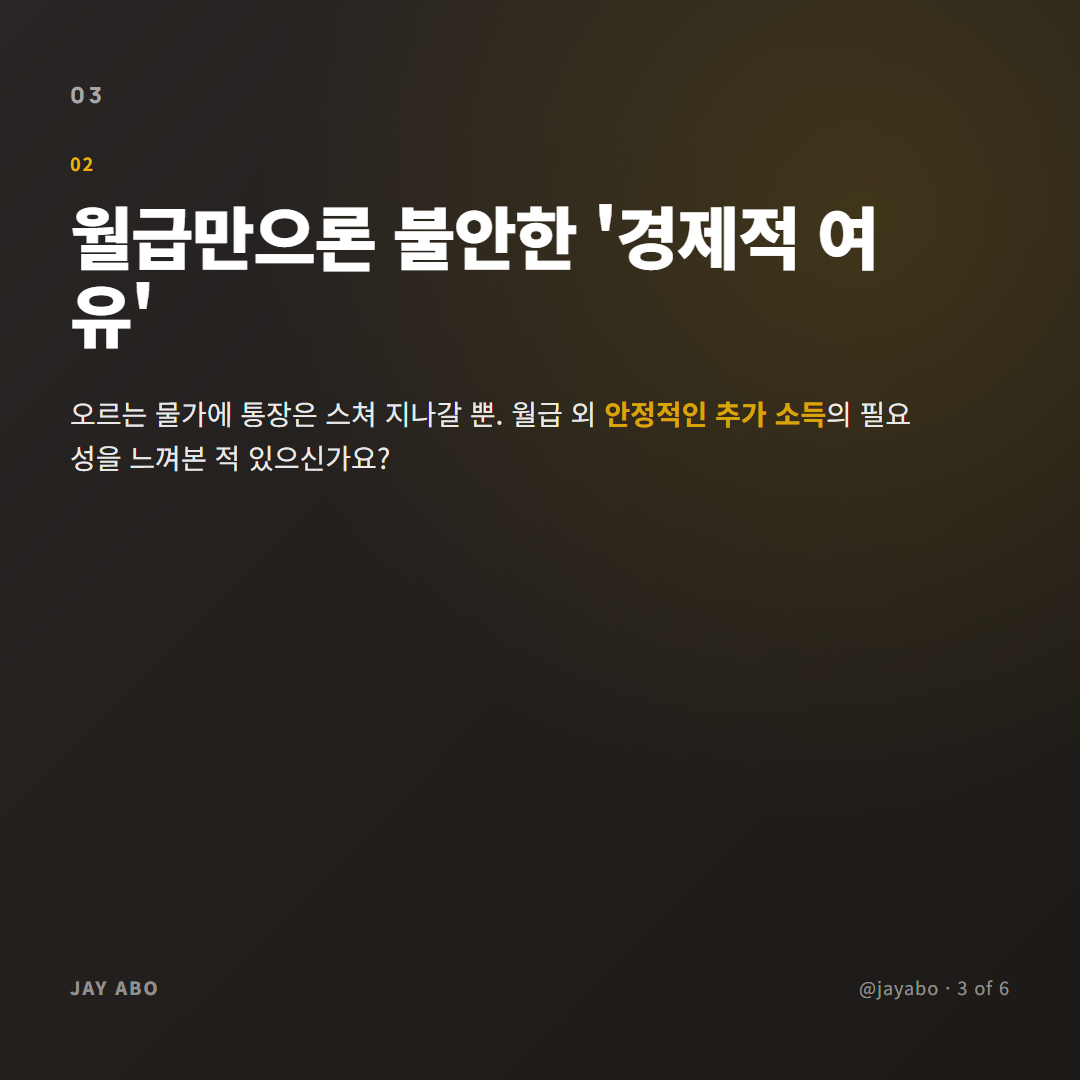 03
02
월급만으론 불안한 '경제적 여
유'
오르는 물가에 통장은 스쳐 지나갈 뿐. 월급 외 안정적인 추가 소득의 필요
성을 느껴본 적 있으신가요?
JAY ABO
@jayabo · 3 of 6